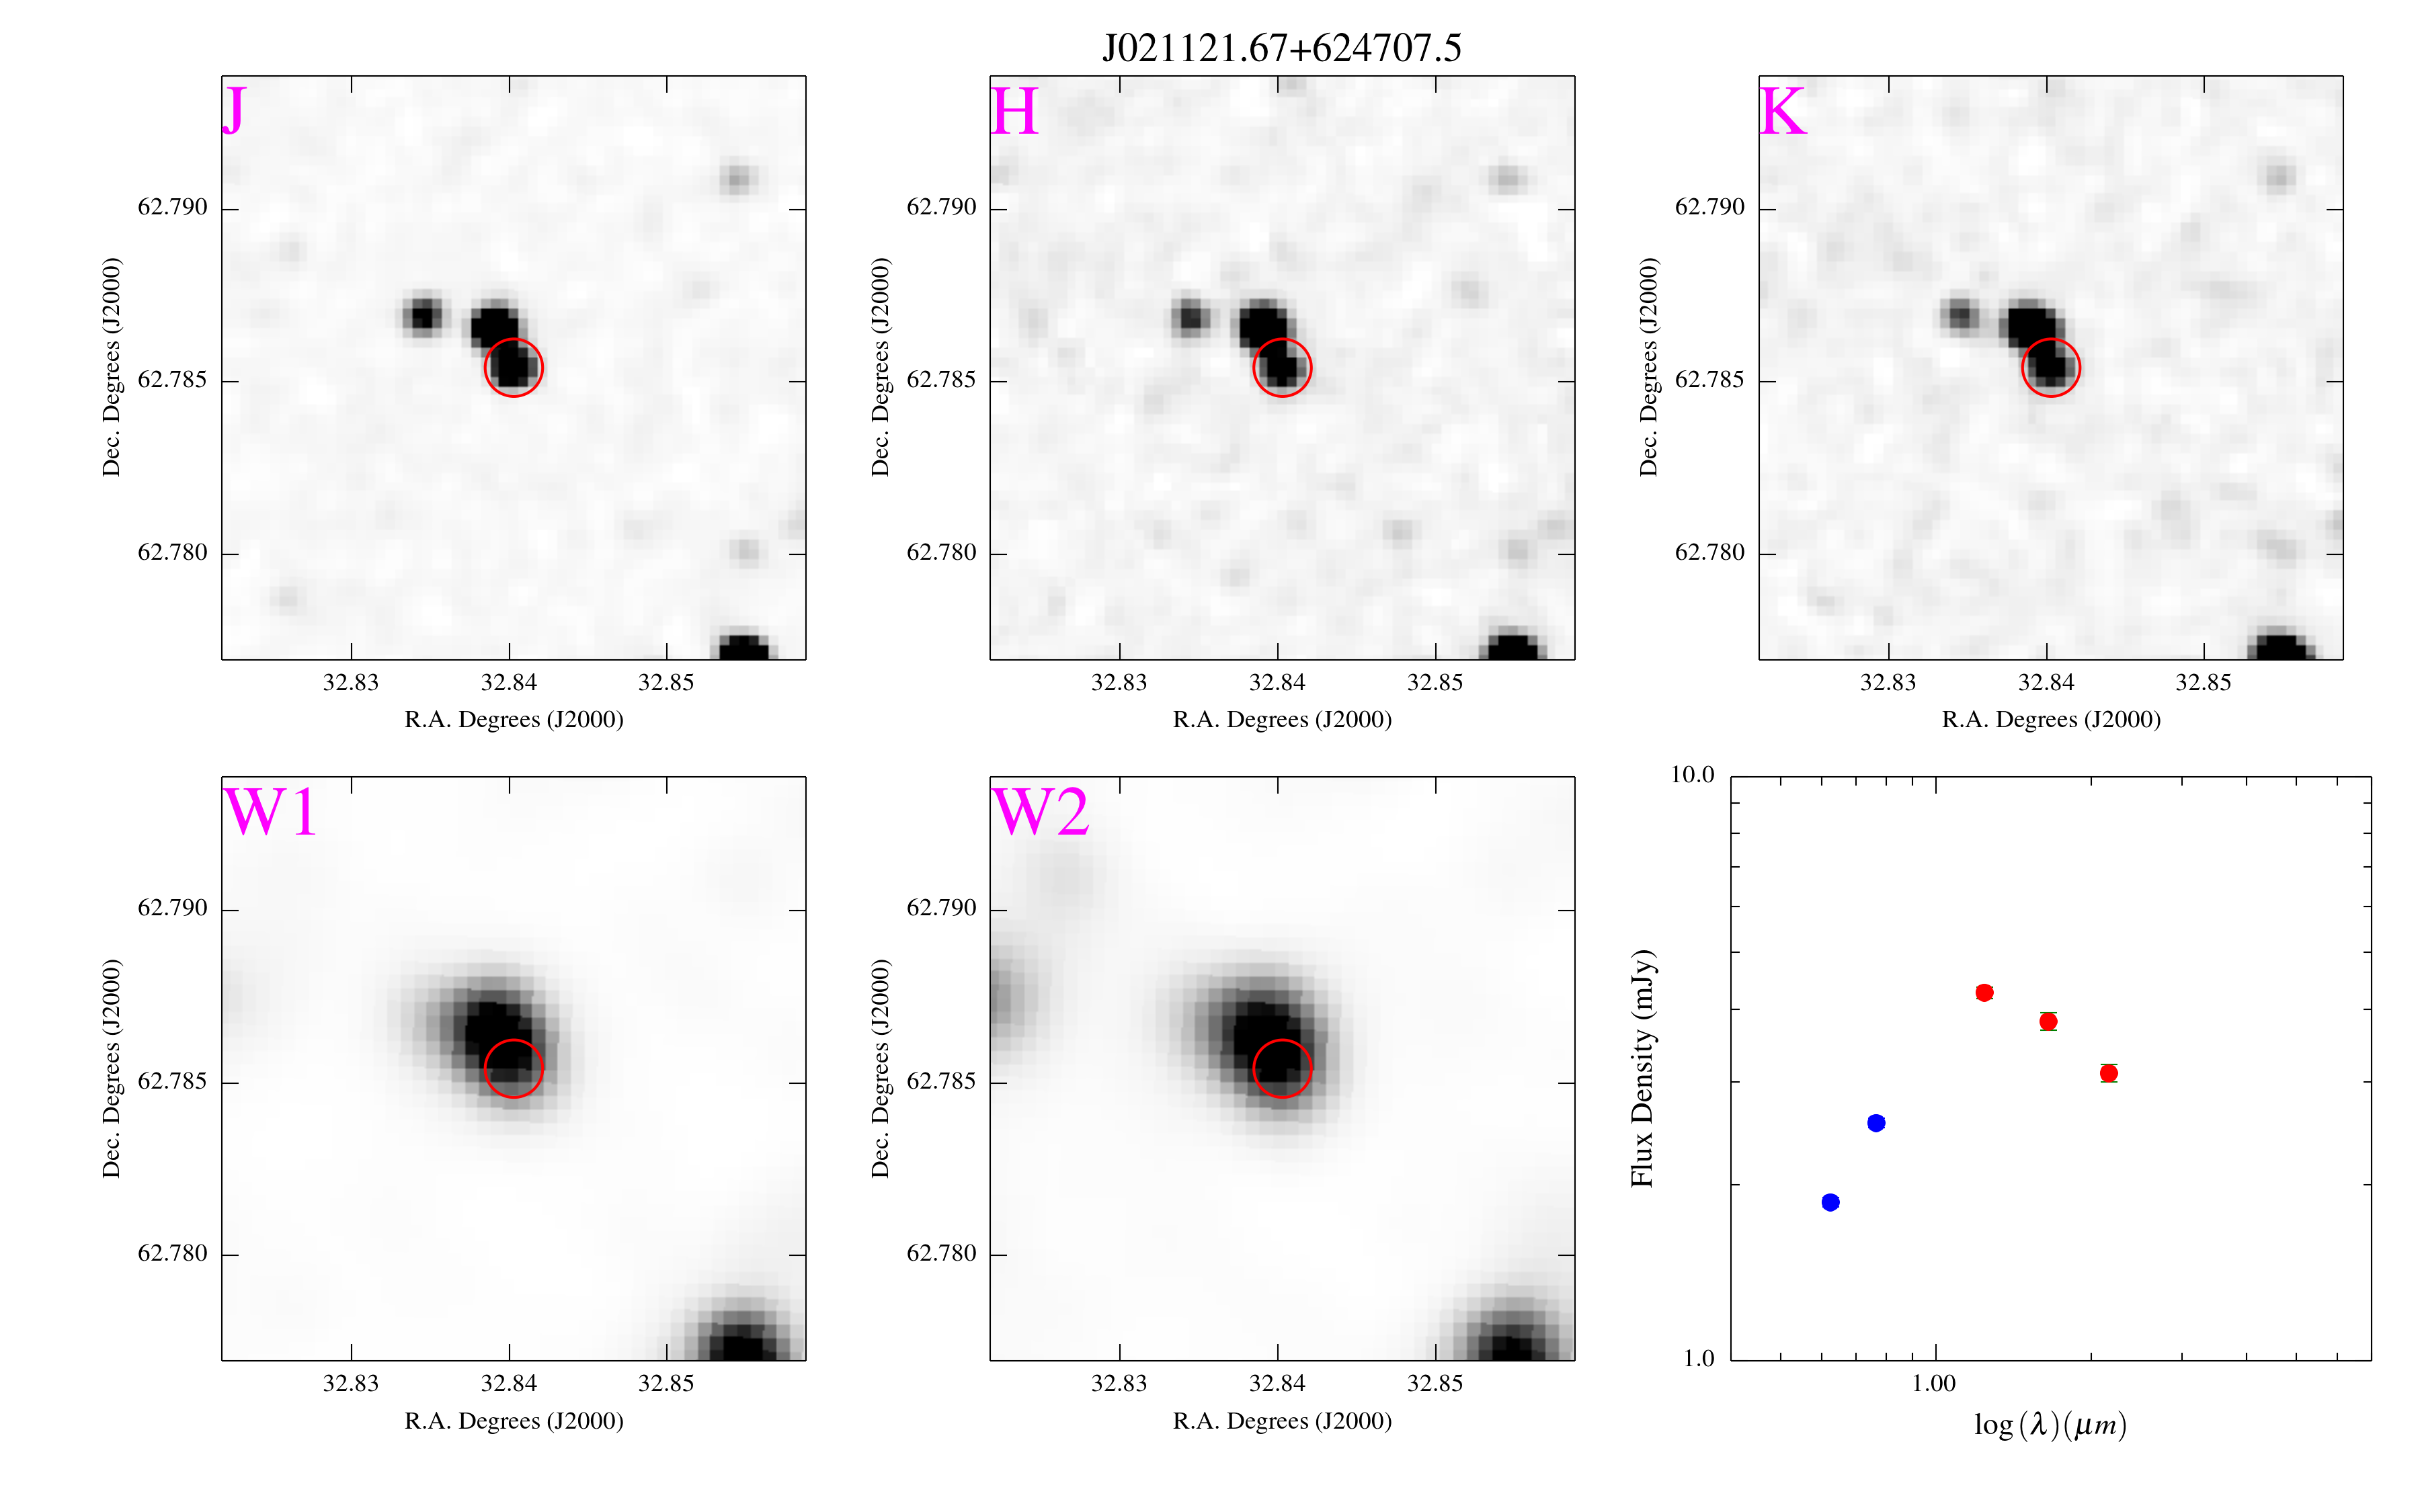 J021121.67+624707.5
J
H
K
62.790
62.785
62.780
Dec. Degrees (J2000)
32.83 32.84 32.85
R.A. Degrees (J2000)
62.790
62.785
62.780
Dec. Degrees (J2000)
32.83 32.84 32.85
R.A. Degrees (J2000)
62.790
62.785
62.780
Dec. Degrees (J2000)
32.83 32.84 32.85
R.A. Degrees (J2000)
W1
62.790
62.785
62.780
Dec. Degrees (J2000)
32.83 32.84 32.85
R.A. Degrees (J2000)
W2
62.790
62.785
62.780
Dec. Degrees (J2000)
32.83 32.84 32.85
R.A. Degrees (J2000)
10.0
1.0
Flux Density (mJy)
1.00
log(λ)(μm)